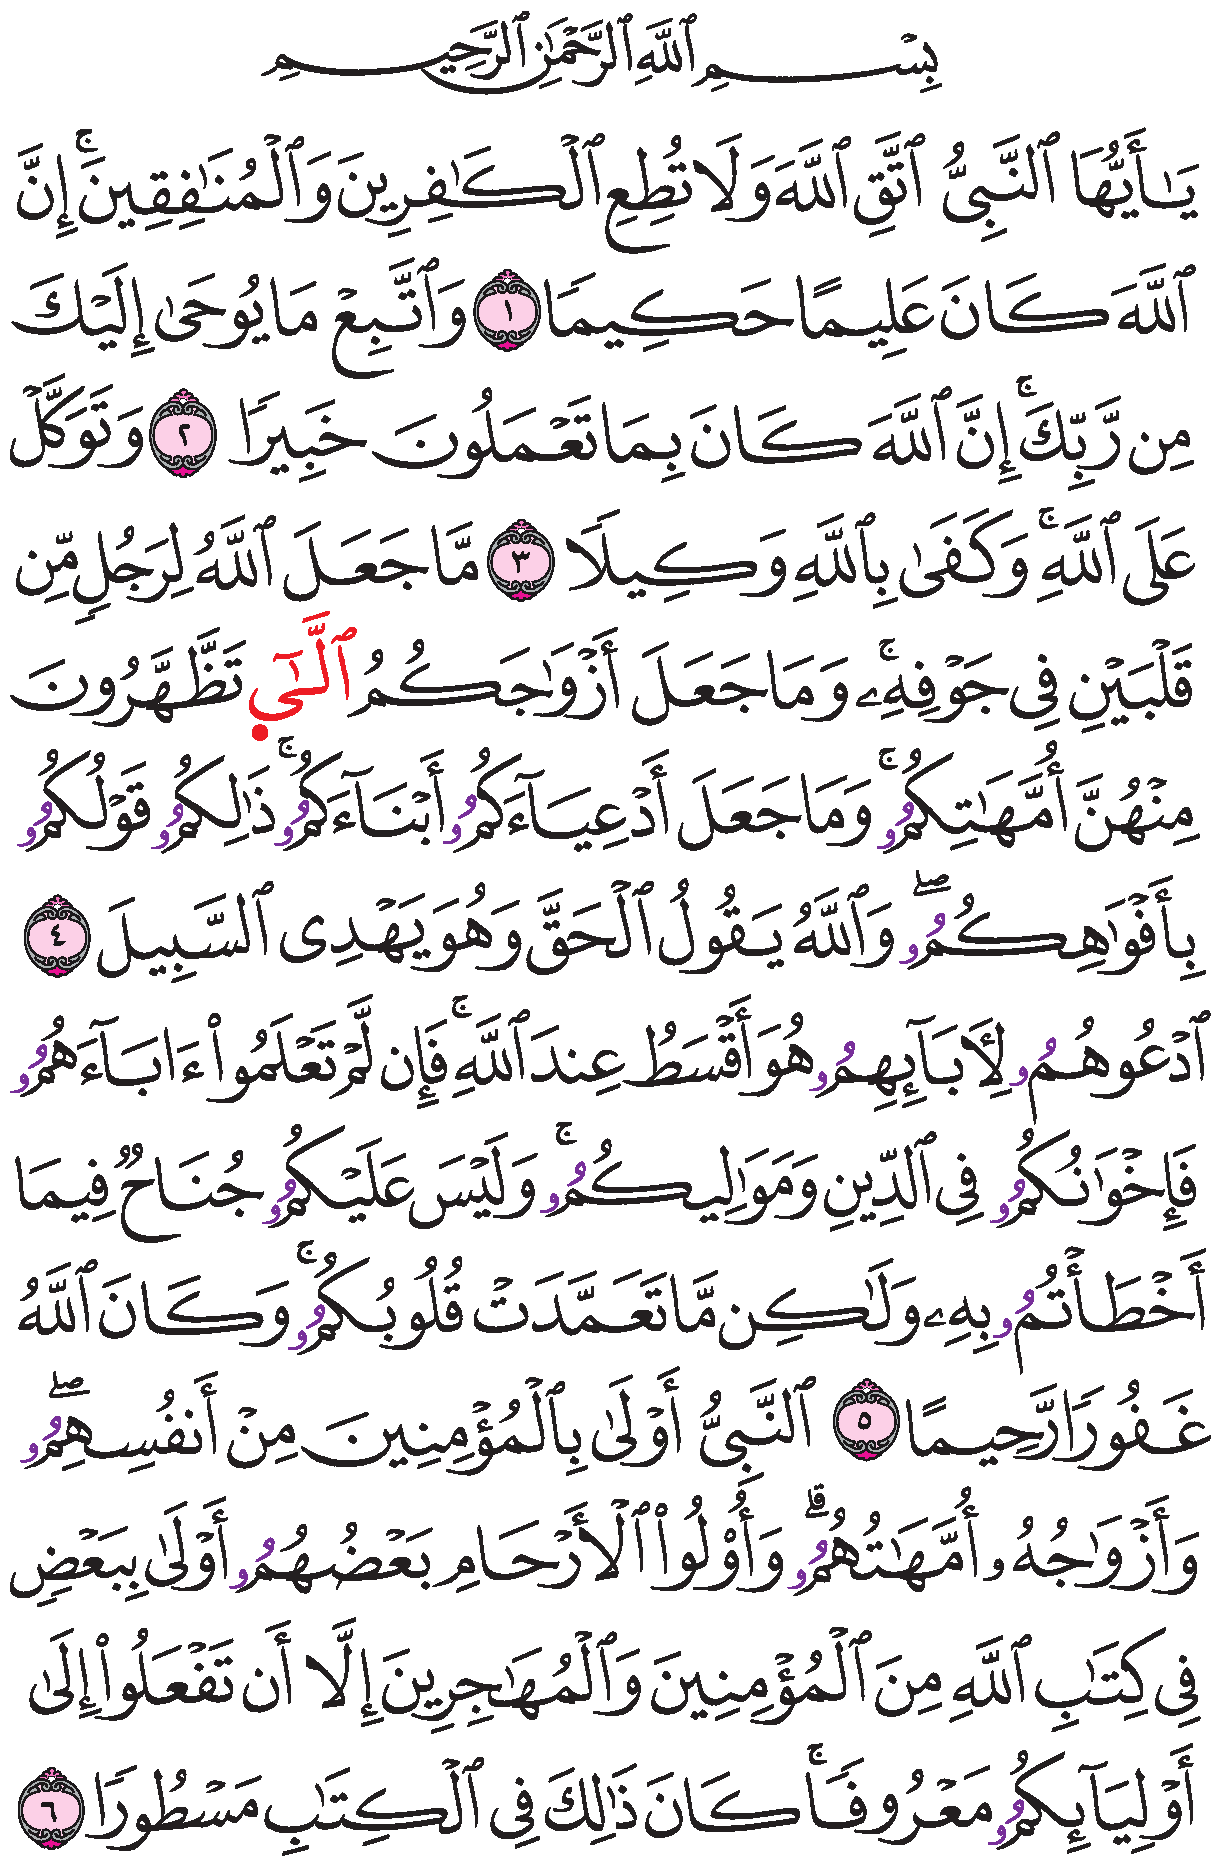 بِسْمِ ٱللَّهِ ٱلرَّحْمَٰنِ ٱلرَّحِيمِ
يَٰٓأَيُّهَا ٱلنَّبِيُّ ٱتَّقِ ٱللَّهَ وَلَا تُطِعِ ٱلْكَٰفِرِينَ وَٱلْمُنَٰفِقِينَۚ إِنَّ
ٱللَّهَ كَانَ عَلِيمًا حَكِيمًا ١ وَٱتَّبِعْ مَا يُوحَىٰ إِلَيْكَ
مِن رَّبِّكَۚ إِنَّ ٱللَّهَ كَانَ بِمَا تَعْمَلُونَ خَبِيرًا ٢ وَتَوَكَّلْ
عَلَى ٱللَّهِۚ وَكَفَىٰ بِٱللَّهِ وَكِيلًا ٣ مَّا جَعَلَ ٱللَّهُ لِرَجُلٍ مِّن
قَلْبَيْنِ فِي جَوْفِهِۦۚ وَمَا جَعَلَ أَزْوَٰجَكُمُ ٱلَّٰٓـِٔي تَظَّهَّرُونَ
مِنْهُنَّ أُمَّهَٰتِكُمُۥۚ وَمَا جَعَلَ أَدْعِيَآءَكُمُۥ أَبْنَآءَكُمُۥۚ ذَٰلِكُمُۥ قَوْلُكُمُۥ
بِأَفْوَٰهِكُمُۥۖ وَٱللَّهُ يَقُولُ ٱلْحَقَّ وَهُوَ يَهْدِى ٱلسَّبِيلَ ٤
ٱدْعُوهُمُۥ لِأٓبَآئِهِمُۥ هُوَ أَقْسَطُ عِندَ ٱللَّهِۚ فَإِن لَّمْ تَعْلَمُوا۟ ءَابَآءَهُمُۥ
فَإِخْوَٰنُكُمُۥ فِي ٱلدِّينِ وَمَوَٰلِيكُمُۥۚ وَلَيْسَ عَلَيْكُمُۥ جُنَاحٌ فِيمَا
أَخْطَأْتُمُۥ بِهِۦ وَلَٰكِن مَّا تَعَمَّدَتْ قُلُوبُكُمُۥۚ وَكَانَ ٱللَّهُ
غَفُورًا رَّحِيمًا ٥ ٱلنَّبِيُّ أَوْلَىٰ بِٱلْمُؤْمِنِينَ مِنْ أَنفُسِهِمُۥۖ
وَأَزْوَٰجُهُۥ أُمَّهَٰتُهُمُۥۗ وَأُو۟لُوا۟ ٱلْأَرْحَامِ بَعْضُهُمُۥ أَوْلَىٰ بِبَعْضٍ
فِي كِتَٰبِ ٱللَّهِ مِنَ ٱلْمُؤْمِنِينَ وَٱلْمُهَٰجِرِينَ إِلَّا أَن تَفْعَلُوا۟ إِلَىٰ
أَوْلِيَآئِكُمُۥ مَعْرُوفًاۚ كَانَ ذَٰلِكَ فِي ٱلْكِتَٰبِ مَسْطُورًا ٦